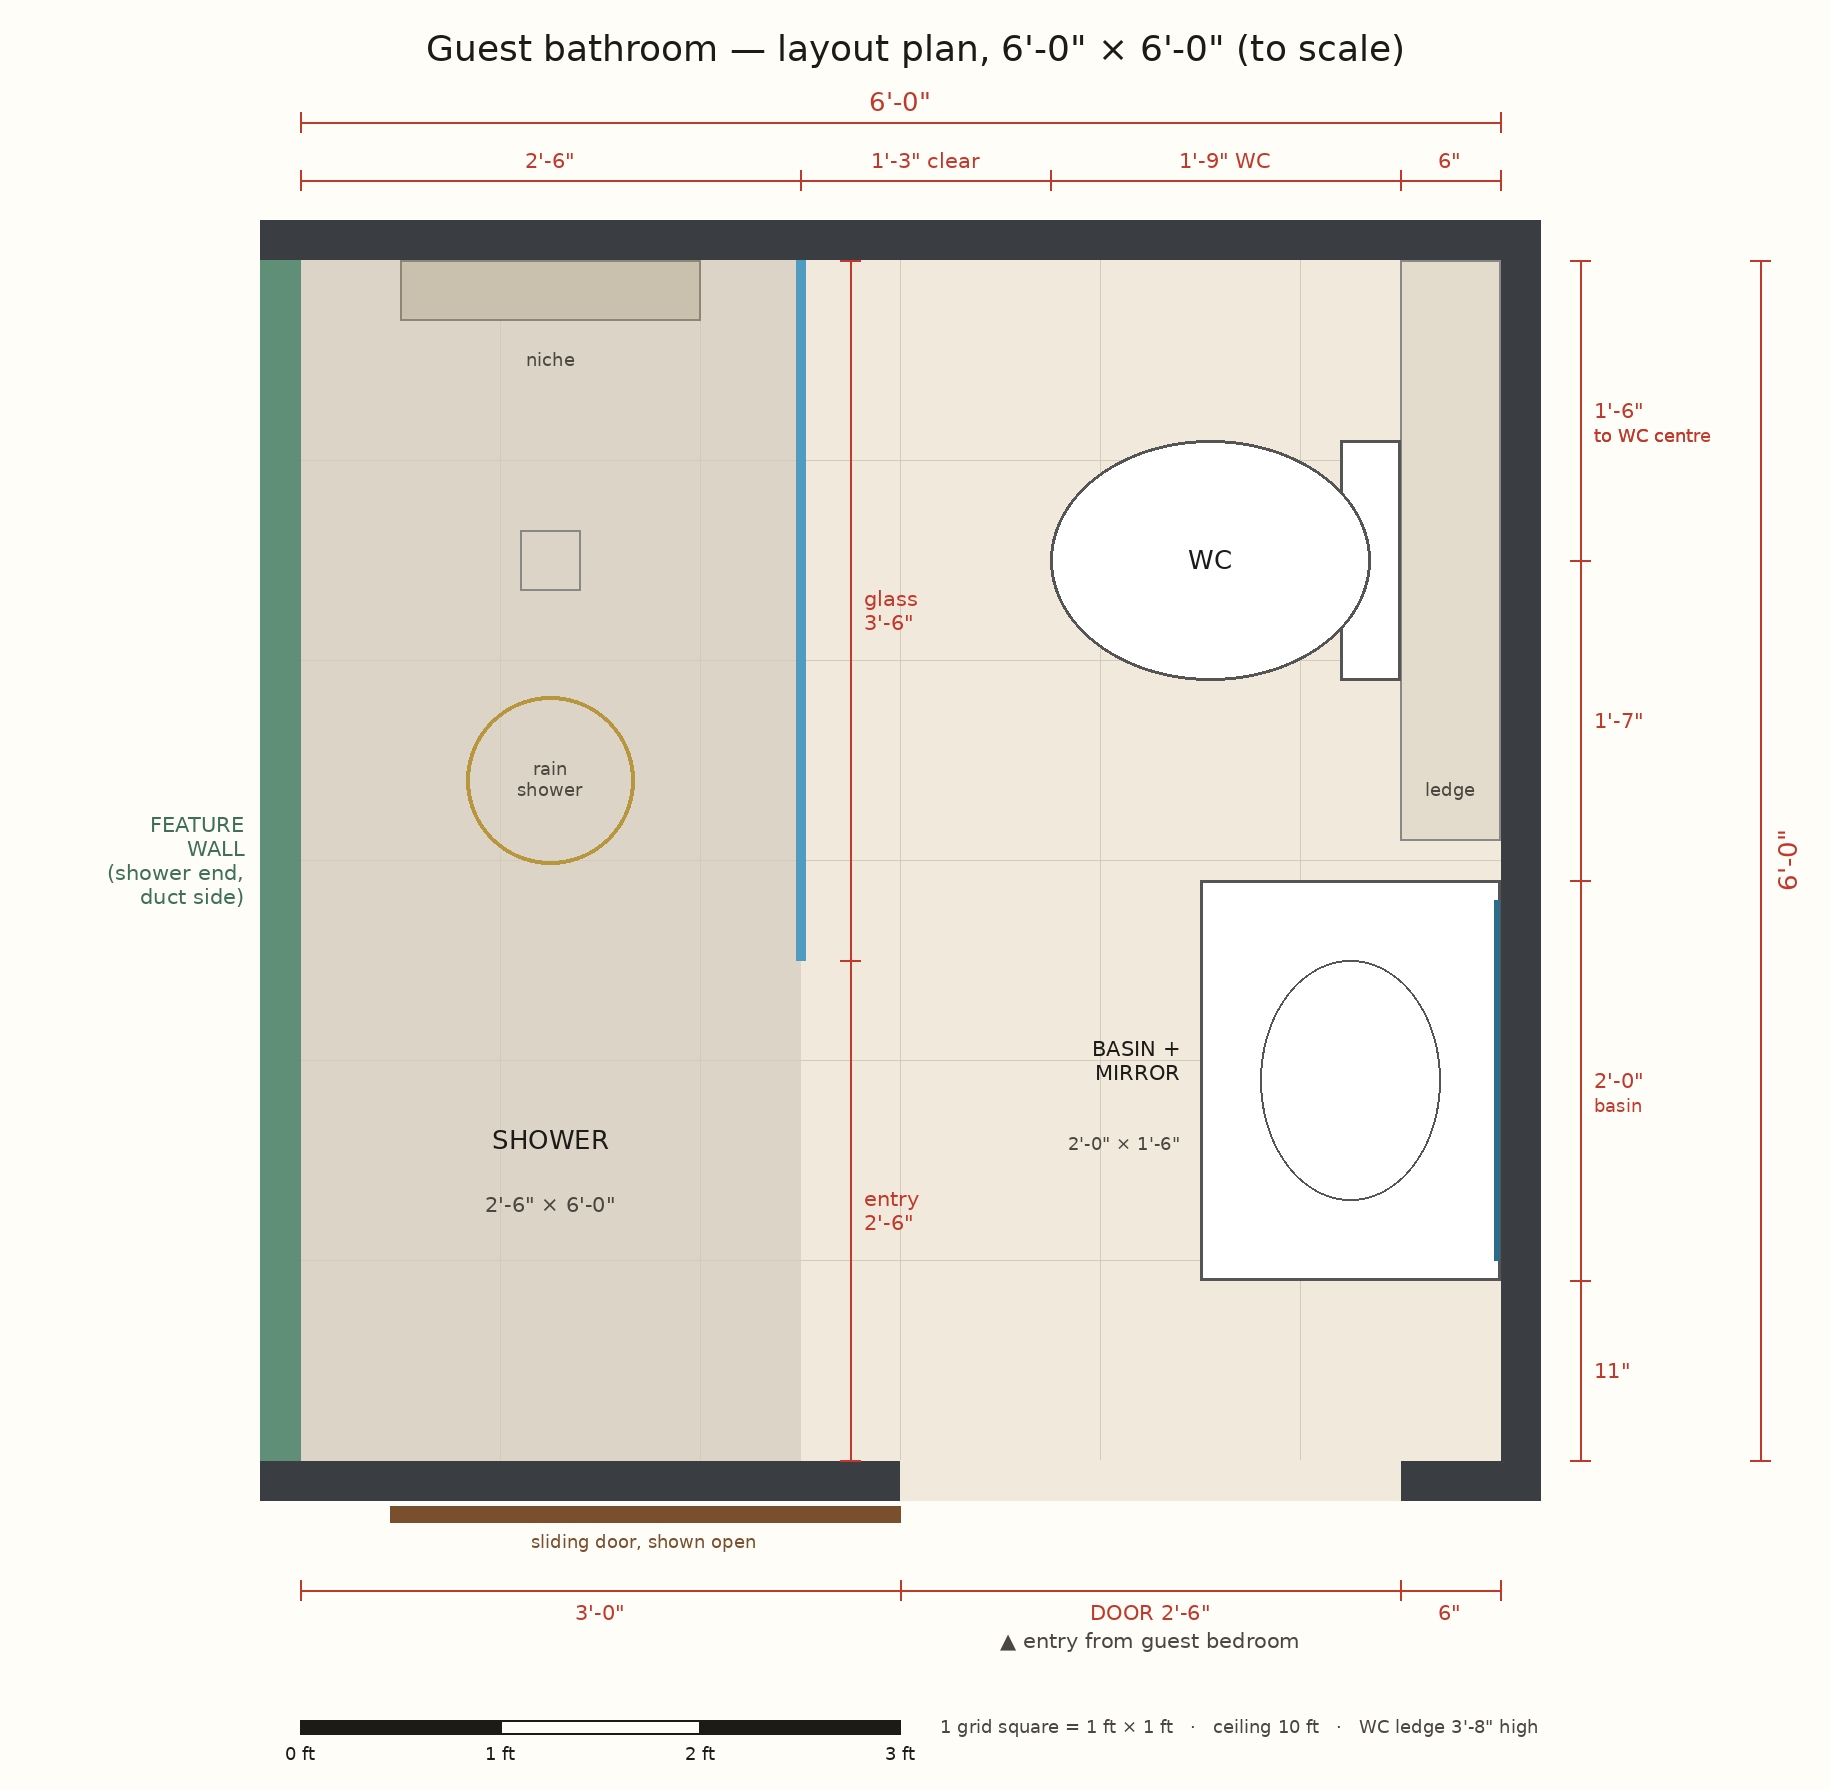 Guest bathroom — layout plan, 6'-0" × 6'-0" (to scale)
6'-0"
2'-6"
1'-3" clear
1'-9" WC
6"
niche
1'-6"
to WC centre
WC
glass
3'-6"
1'-7"
rain
shower
ledge
FEATURE
WALL
(shower end,
duct side)
6'-0"
BASIN +
MIRROR
2'-0" × 1'-6"
2'-0"
basin
SHOWER
2'-6" × 6'-0"
entry
2'-6"
11"
sliding door, shown open
3'-0"
DOOR 2'-6"
6"
▲ entry from guest bedroom
1 grid square = 1 ft × 1 ft · ceiling 10 ft · WC ledge 3'-8" high
0 ft
1 ft
2 ft
3 ft